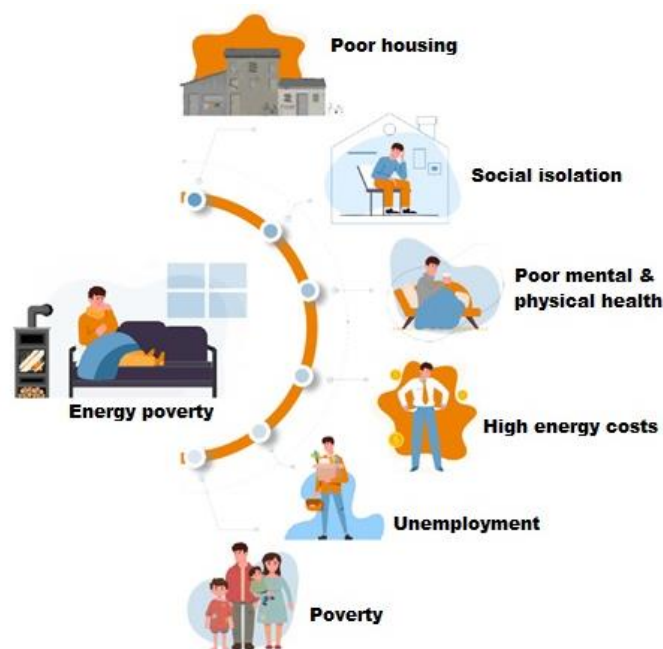 Poor housing
Social isolation
Poor mental &
physical health
Energy poverty
High energy costs
Unemployment
Poverty